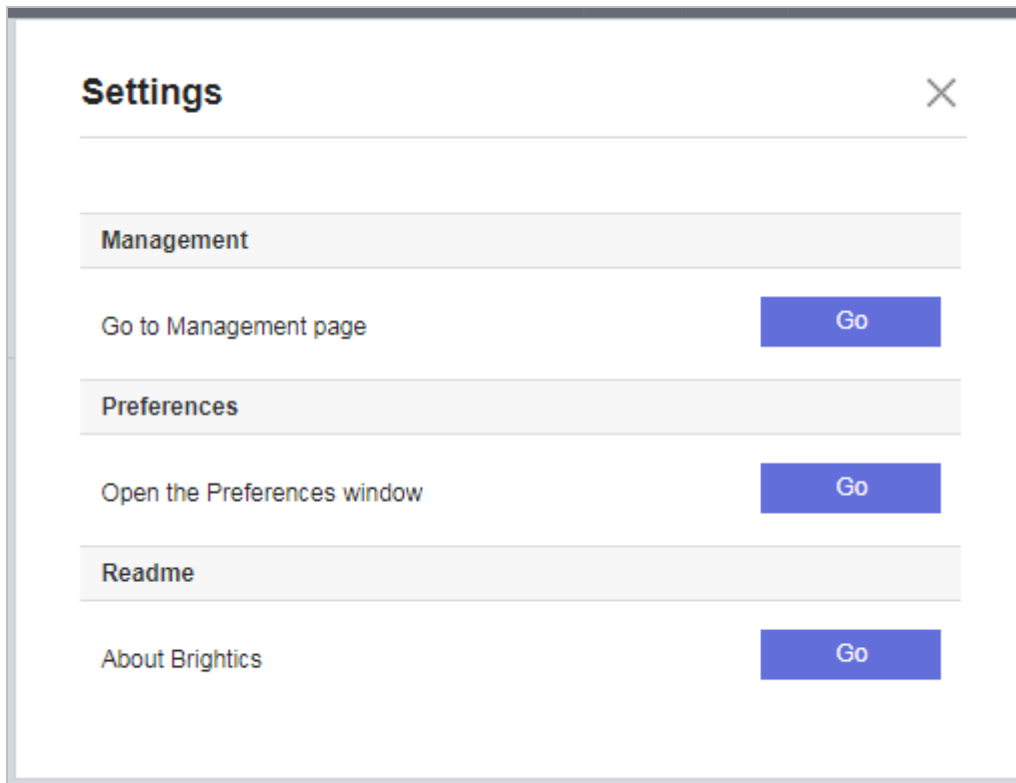 Settings
Management
Go to Management page
Go
Preferences
Open the Preferences window
Go
Readme
About Brightics
Go